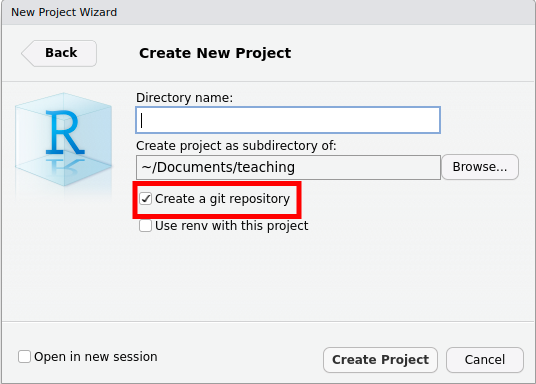 New Project Wizard
Back
Create New Project
R
Directory name:
Create project as subdirectory of:
~/Documents/teaching
Browse...
Create a git repository
Use renv with this project
Open in new session
Create Project
Cancel